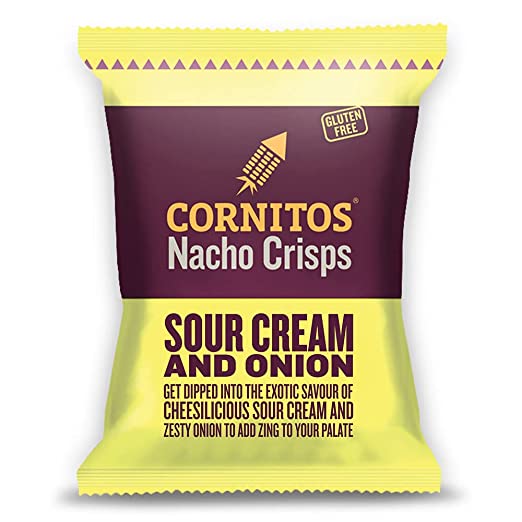 GLUTEN
FREE
CORNITOS®
Nacho Crisps
SOUR CREAM
AND ONION
GET DIPPED INTO THE EXOTIC SAVOUR OF
CHEESILICIOUS SOUR CREAM AND
ZESTY ONION TO ADD ZING TO YOUR PALATE